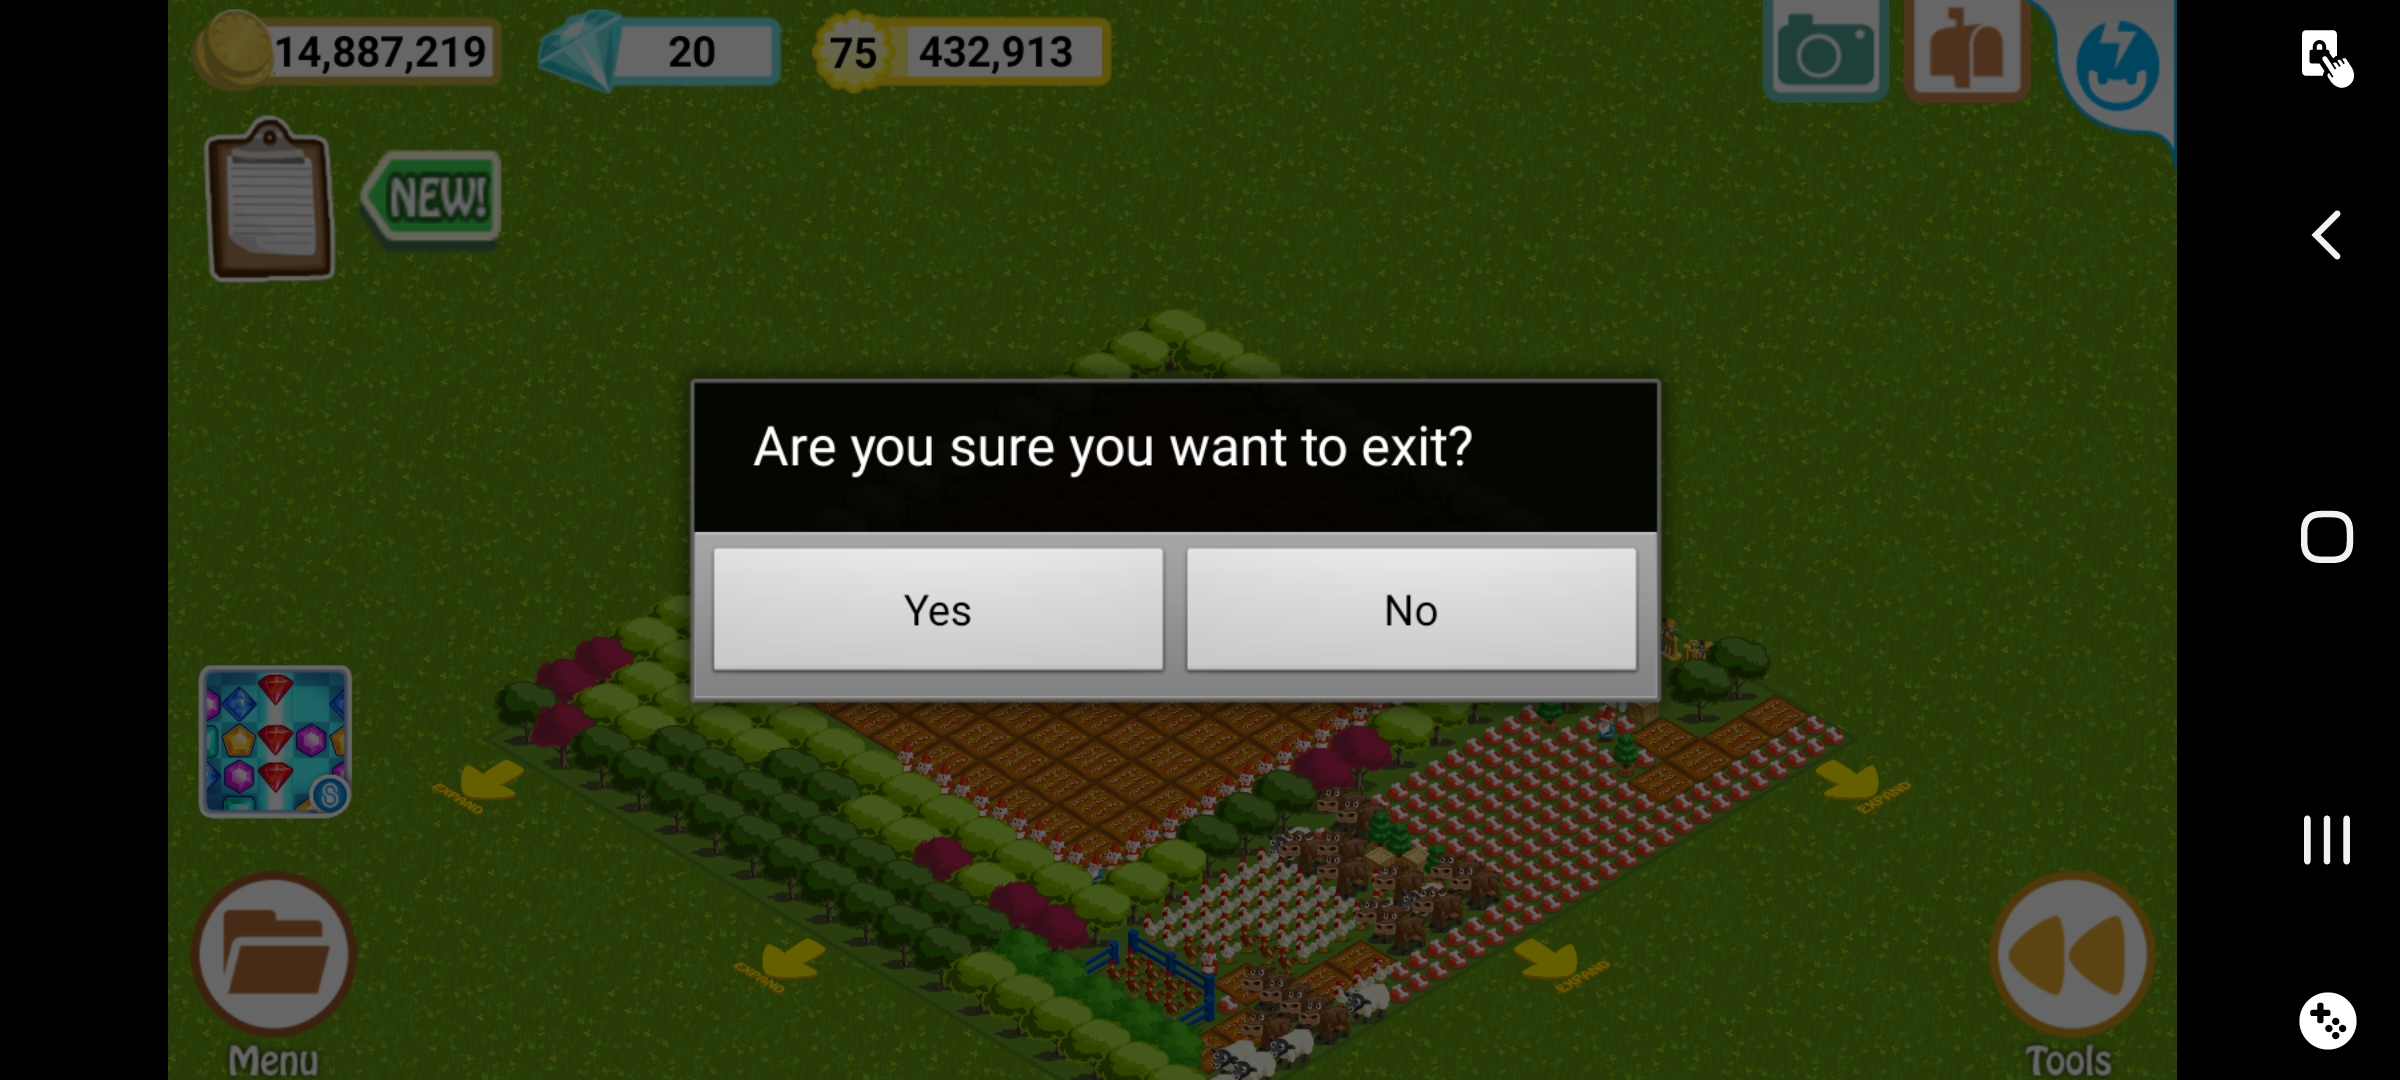 14,887,219
20
75
432,913
NEW!
Are you sure you want to exit?
Yes
No
EXPAND
EXPAND
EXPAND
EXPAND
S
Menu
Tools